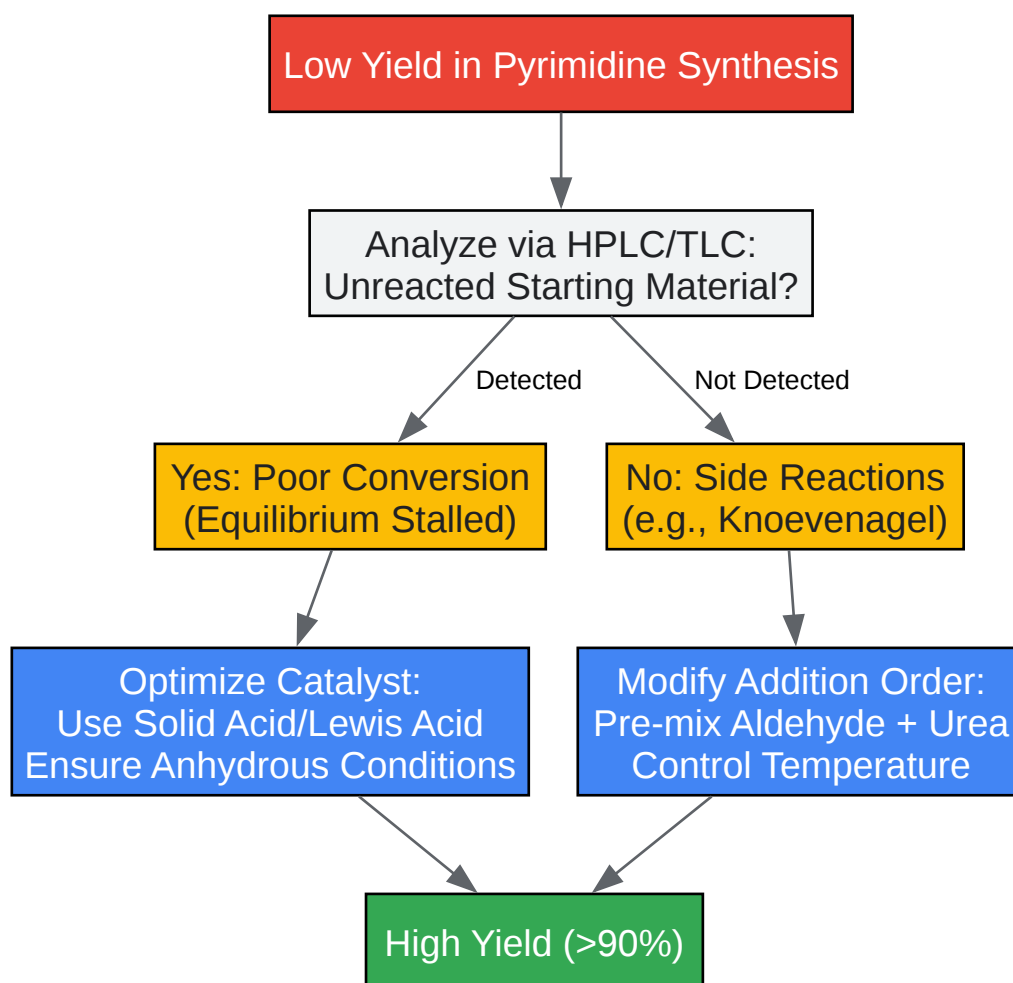 Low Yield in Pyrimidine Synthesis
Analyze via HPLC/TLC:
Unreacted Starting Material?
Detected
Not Detected
Yes: Poor Conversion
(Equilibrium Stalled)
No: Side Reactions
(e.g., Knoevenagel)
Optimize Catalyst:
Use Solid Acid/Lewis Acid
Ensure Anhydrous Conditions
Modify Addition Order:
Pre-mix Aldehyde + Urea
Control Temperature
High Yield (>90%)